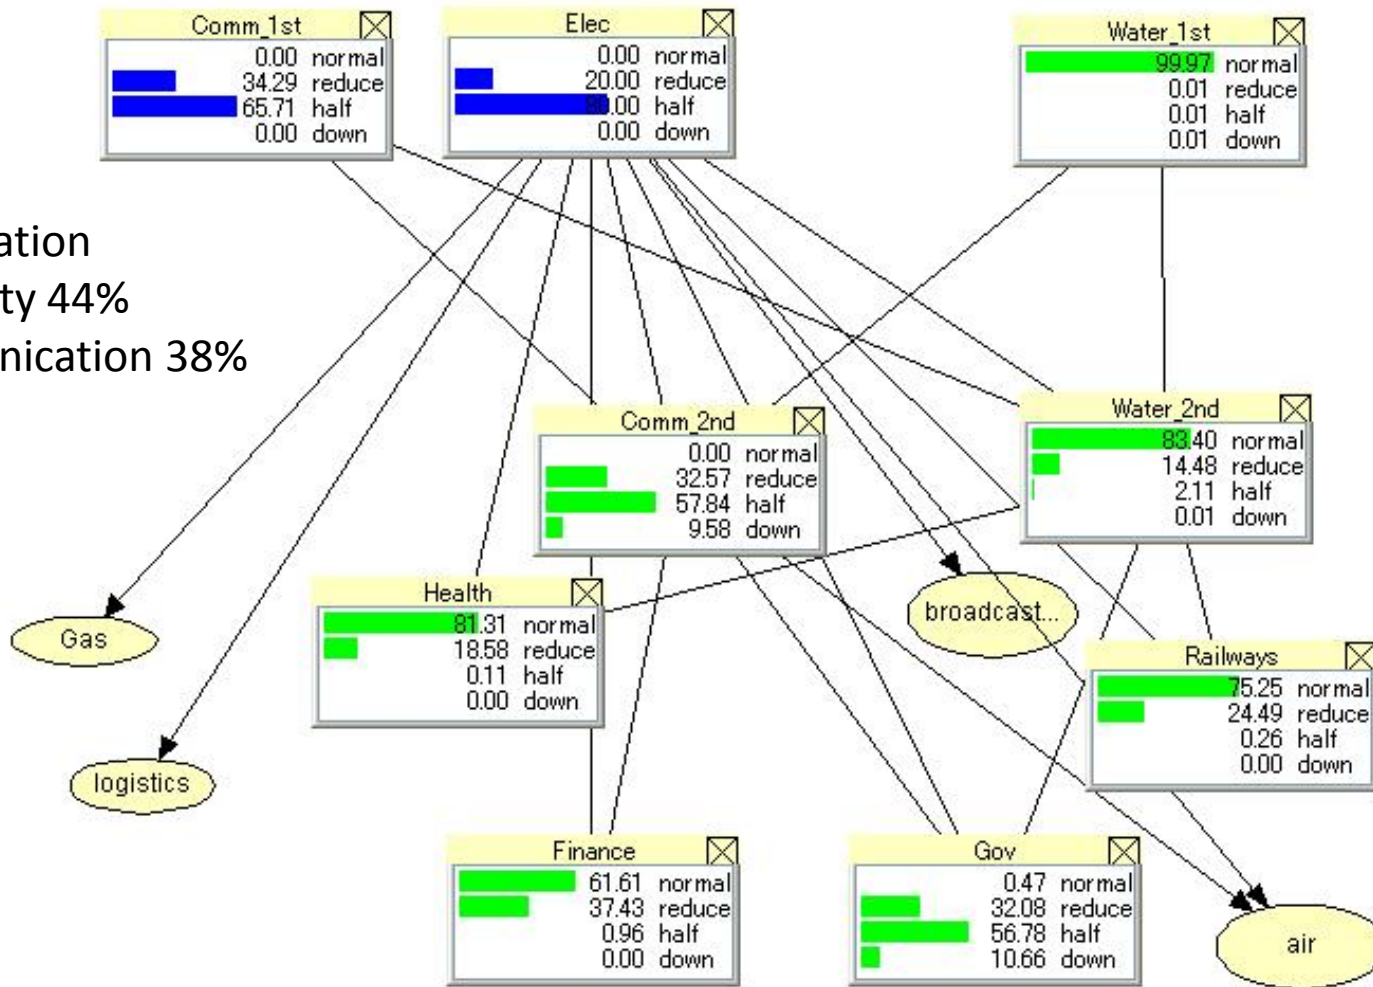 Comm_1st
0.00 normal
34.29 reduce
65.71 half
0.00 down
Elec
0.00 normal
20.00 reduce
80.00 half
0.00 down
Water_1st
99.97 normal
0.01 reduce
0.01 half
0.01 down
ation
ty 44%
nication 38%
Comm_2nd
0.00 normal
32.57 reduce
57.84 half
9.58 down
Water_2nd
83.40 normal
14.48 reduce
2.11 half
0.01 down
Health
81.31 normal
18.58 reduce
0.11 half
0.00 down
broadcast...
Gas
Railways
75.25 normal
24.49 reduce
0.26 half
0.00 down
logistics
Finance
61.61 normal
37.43 reduce
0.96 half
0.00 down
Gov
0.47 normal
32.08 reduce
56.78 half
10.66 down
air